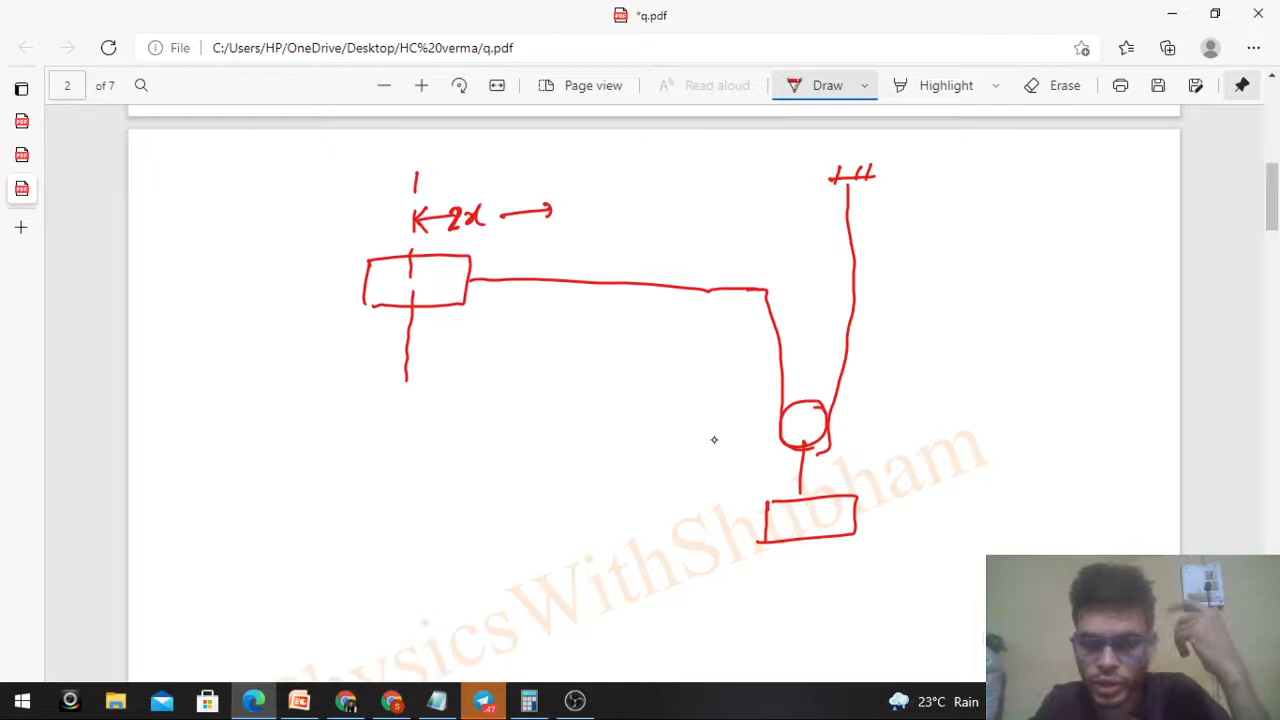 *q.pdf
File
C:/Users/HP/OneDrive/Desktop/HC%20verma/q.pdf
2 of 7
Page view
Read aloud
Draw
Highlight
Erase
2x
PhysicsWithShubham
47
23°C Rain